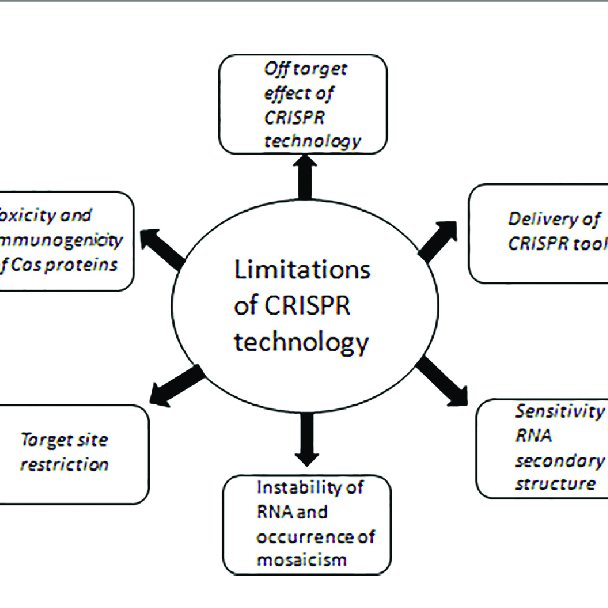 Off target
effect of
CRISPR
technology
oxicity and
mmunogenicity
f Cas proteins
Delivery of
CRISPR tool
Limitations
of CRISPR
technology
Target site
restriction
Sensitivity
RNA
secondary
structure
Instability of
RNA and
occurrence of
mosaicism